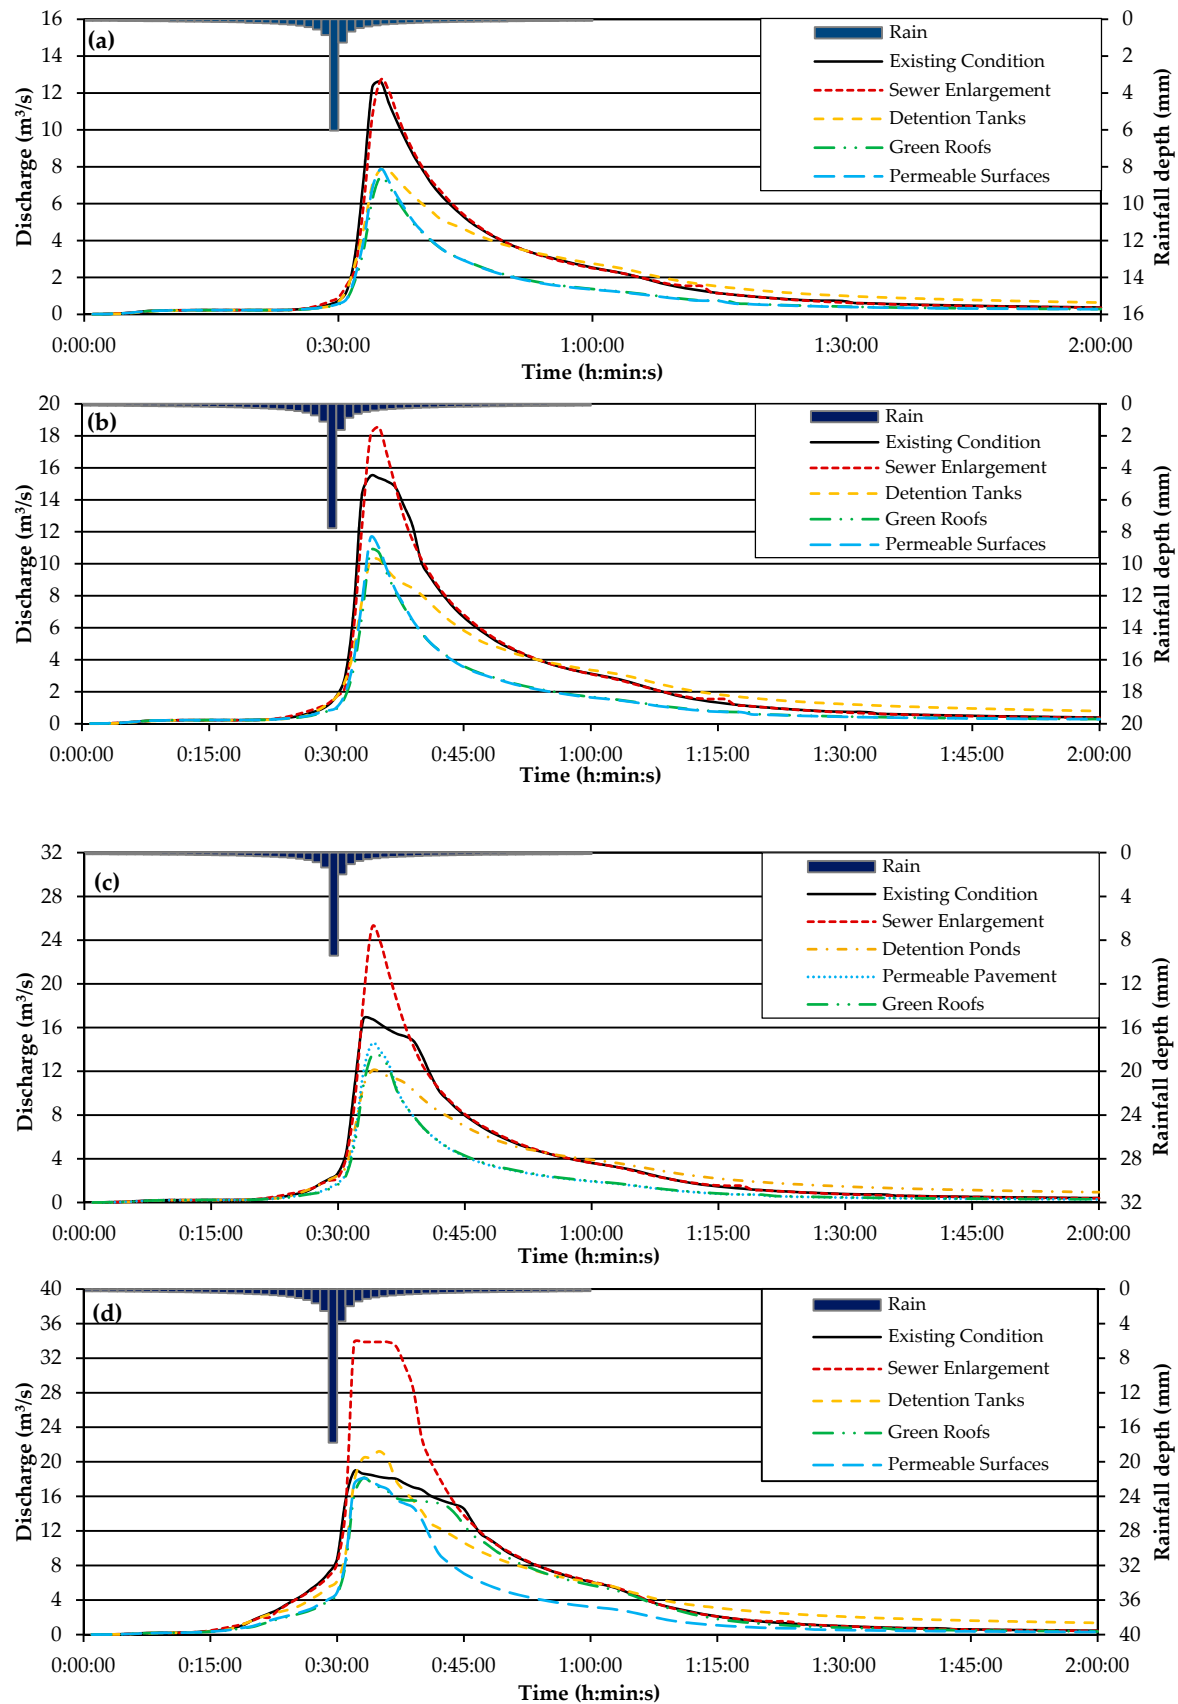 (a)
Discharge (m³/s)
16
14
12
10
8
6
4
2
0
Rain
Existing Condition
Sewer Enlargement
Detention Tanks
Green Roofs
Permeable Surfaces
0
2
4
6
8
10
12
14
16
Rainfall depth (mm)
0:00:00 0:30:00 1:00:00 1:30:00 2:00:00
Time (h:min:s)
(b)
Discharge (m³/s)
20
18
16
14
12
10
8
6
4
2
0
Rain
Existing Condition
Sewer Enlargement
Detention Tanks
Green Roofs
Permeable Surfaces
0
2
4
6
8
10
12
14
16
18
20
Rainfall depth (mm)
0:00:00 0:15:00 0:30:00 0:45:00 1:00:00 1:15:00 1:30:00 1:45:00 2:00:00
Time (h:min:s)
(c)
Discharge (m³/s)
32
28
24
20
16
12
8
4
0
Rain
Existing Condition
Sewer Enlargement
Detention Ponds
Permeable Pavement
Green Roofs
0
4
8
12
16
20
24
28
32
Rainfall depth (mm)
0:00:00 0:15:00 0:30:00 0:45:00 1:00:00 1:15:00 1:30:00 1:45:00 2:00:00
Time (h:min:s)
(d)
Discharge (m³/s)
40
36
32
28
24
20
16
12
8
4
0
Rain
Existing Condition
Sewer Enlargement
Detention Tanks
Green Roofs
Permeable Surfaces
0
4
8
12
16
20
24
28
32
36
40
Rainfall depth (mm)
0:00:00 0:15:00 0:30:00 0:45:00 1:00:00 1:15:00 1:30:00 1:45:00 2:00:00
Time (h:min:s)